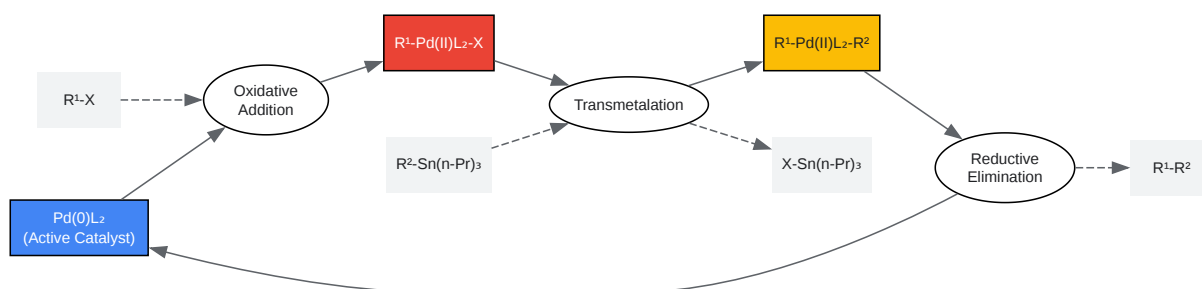 R¹-Pd(II)L₂-X
R¹-Pd(II)L₂-R²
R¹-X
Oxidative
Addition
Transmetalation
R²-Sn(n-Pr)₃
X-Sn(n-Pr)₃
Reductive
Elimination
R¹-R²
Pd(0)L₂
(Active Catalyst)